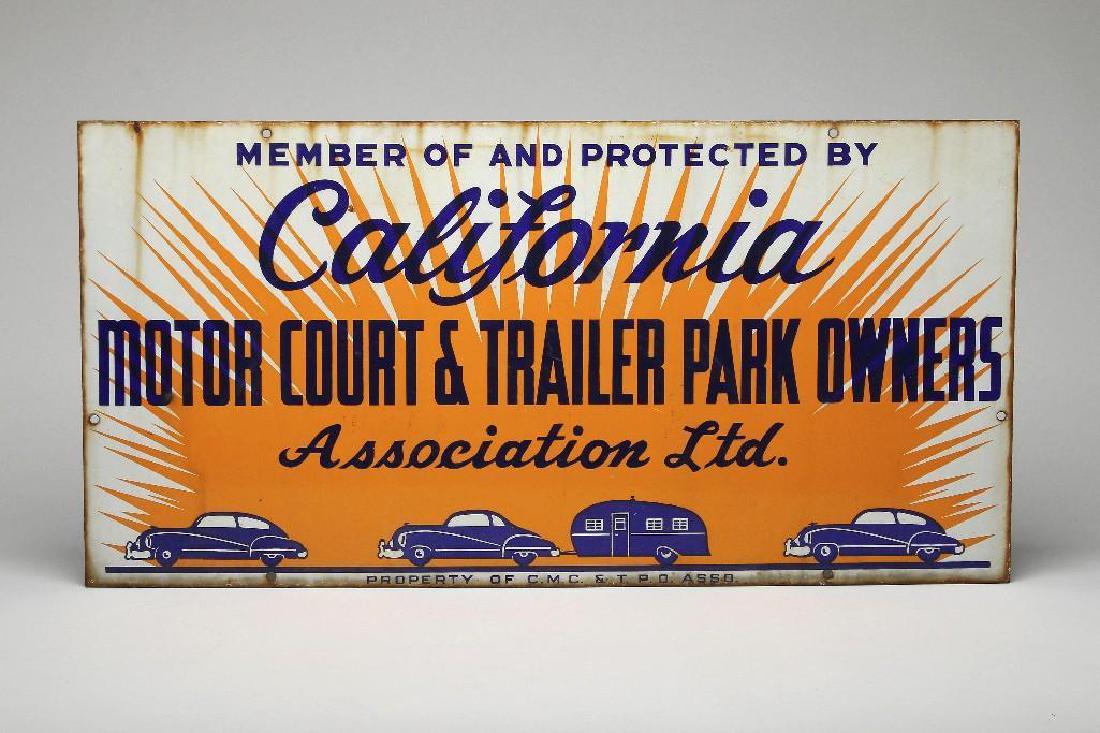 MEMBER OF AND PROTECTED BY
California
MOTOR COURT & TRAILER PARK OWNERS
Association Ltd.
PROPERTY OF C.M.C. & T.P.O. ASSO.